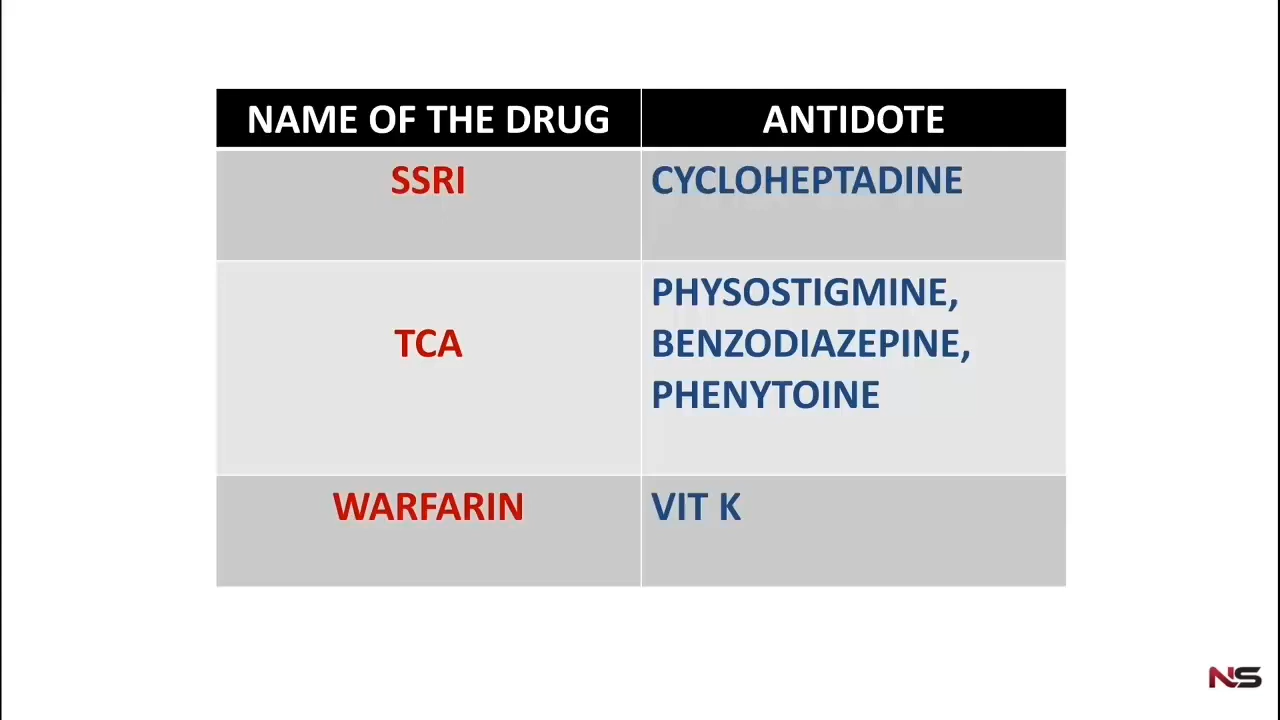 NAME OF THE DRUG
ANTIDOTE
SSRI
CYCLOHEPTADINE
TCA
PHYSOSTIGMINE,
BENZODIAZEPINE,
PHENYTOINE
WARFARIN
VIT K
NS